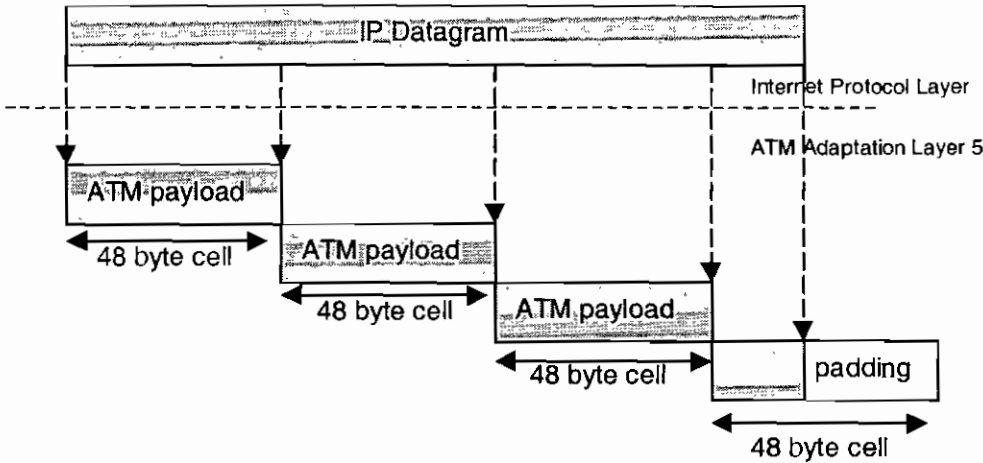 IP Datagram
Internet Protocol Layer
ATM Adaptation Layer 5
ATM payload
48 byte cell
ATM payload
48 byte cell
ATM payload
48 byte cell
padding
48 byte cell